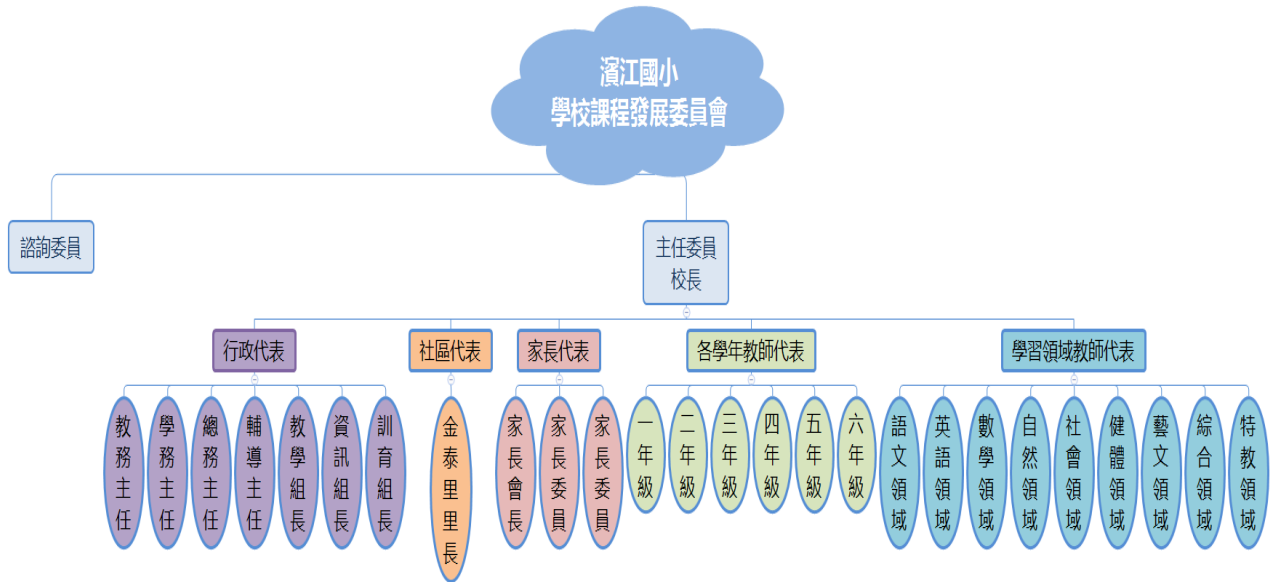 濱江國小
學校課程發展委員會
諮詢委員
主任委員
校長
行政代表
社區代表
家長代表
各學年教師代表
學習領域教師代表
教務主任
學務主任
總務主任
輔導主任
教學組長
資訊組長
訓育組長
金泰里里長
家長會長
家長委員
家長委員
一年級
二年級
三年級
四年級
五年級
六年級
語文領域
英語領域
數學領域
自然領域
社會領域
健體領域
藝文領域
綜合領域
特教領域